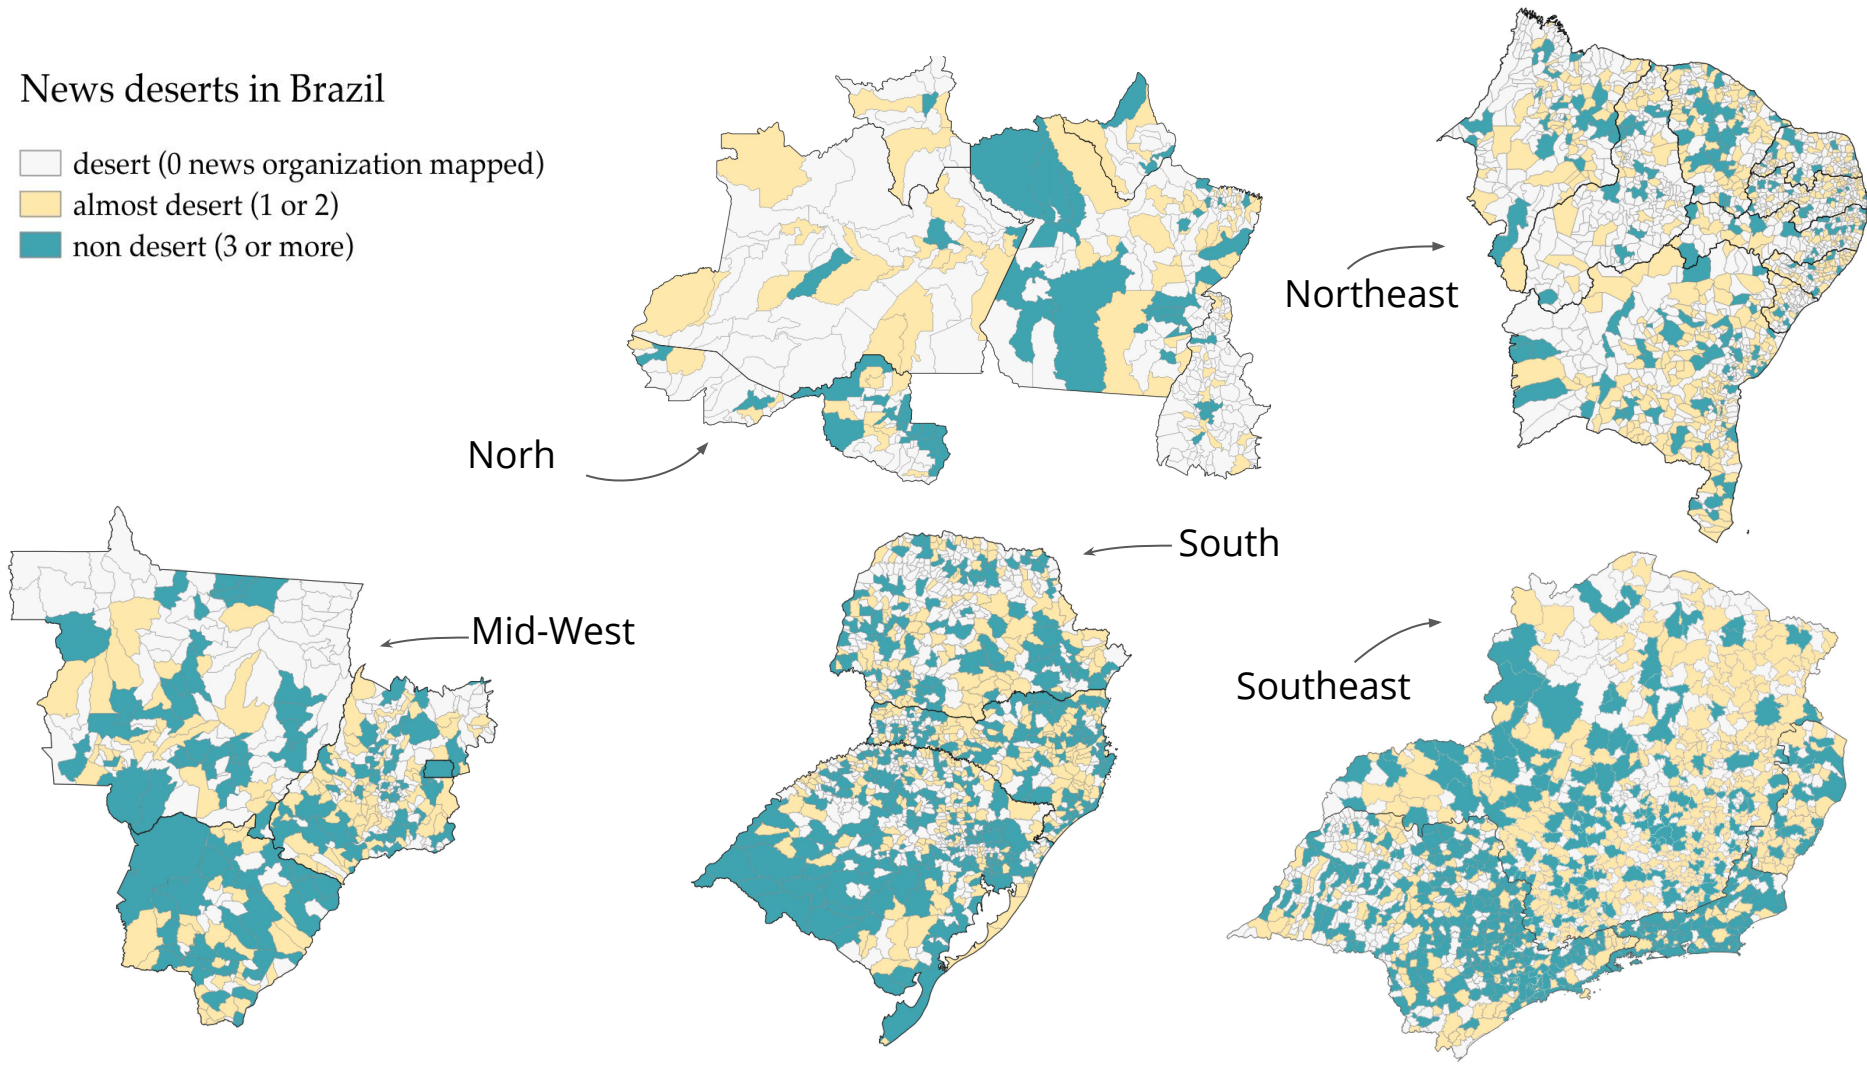 News deserts in Brazil
desert (0 news organization mapped)
almost desert (1 or 2)
non desert (3 or more)
Northeast
Norh
South
Mid-West
Southeast